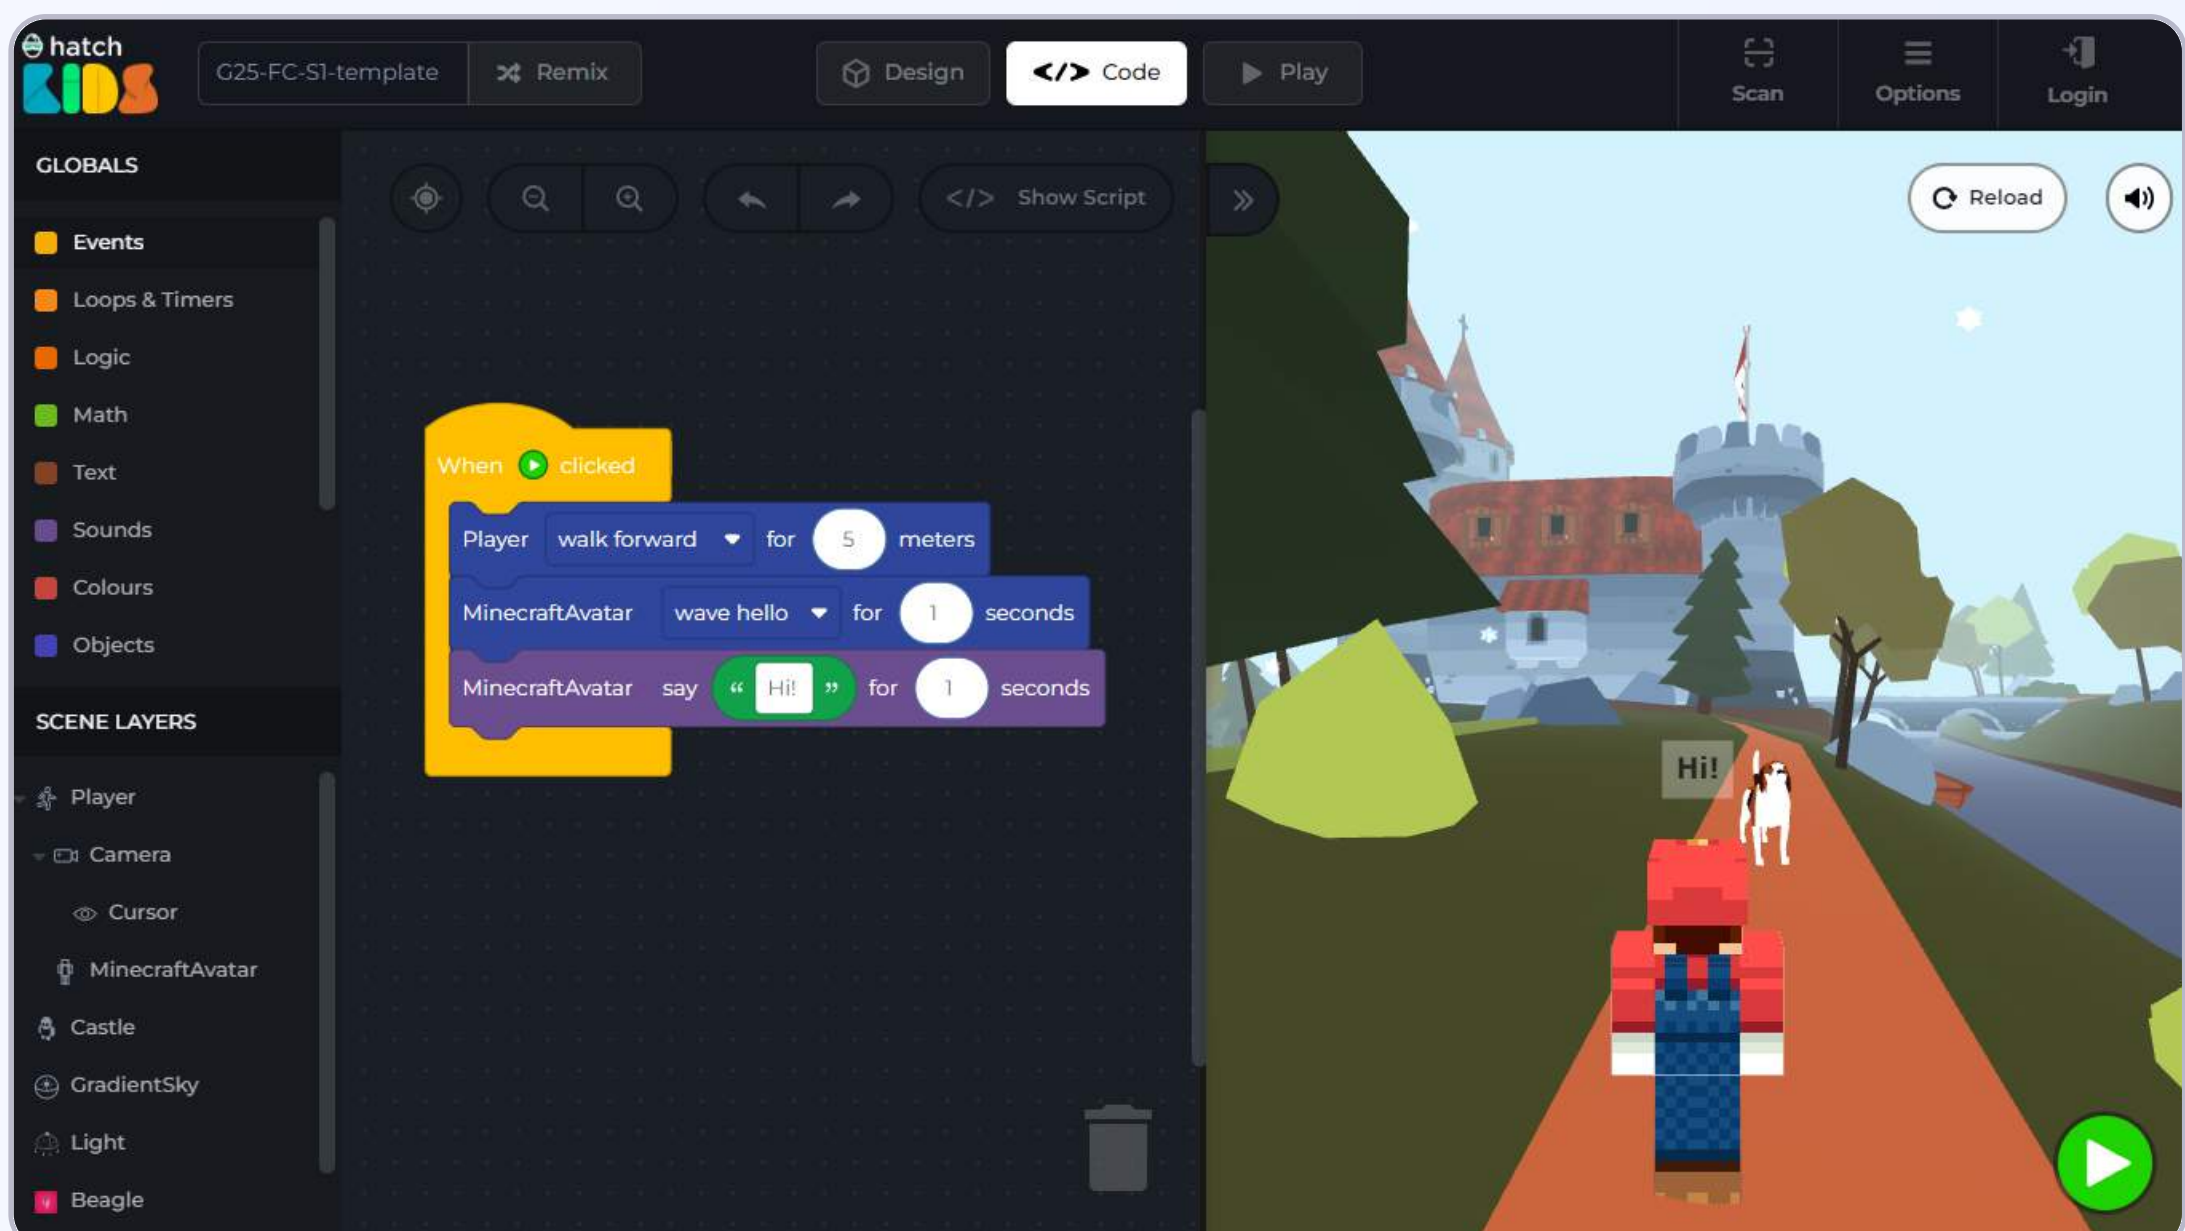 hatch
KIDS
G25-FC-S1-template
Remix
Design
</> Code
Play
Scan
Options
Login
GLOBALS
Events
Loops & Timers
Logic
Math
Text
Sounds
Colours
Objects
SCENE LAYERS
Player
Camera
Cursor
MinecraftAvatar
Castle
GradientSky
Light
Beagle
</> Show Script
When clicked
Player walk forward for 5 meters
MinecraftAvatar wave hello for 1 seconds
MinecraftAvatar say “ Hi! ” for 1 seconds
Reload
Hi!